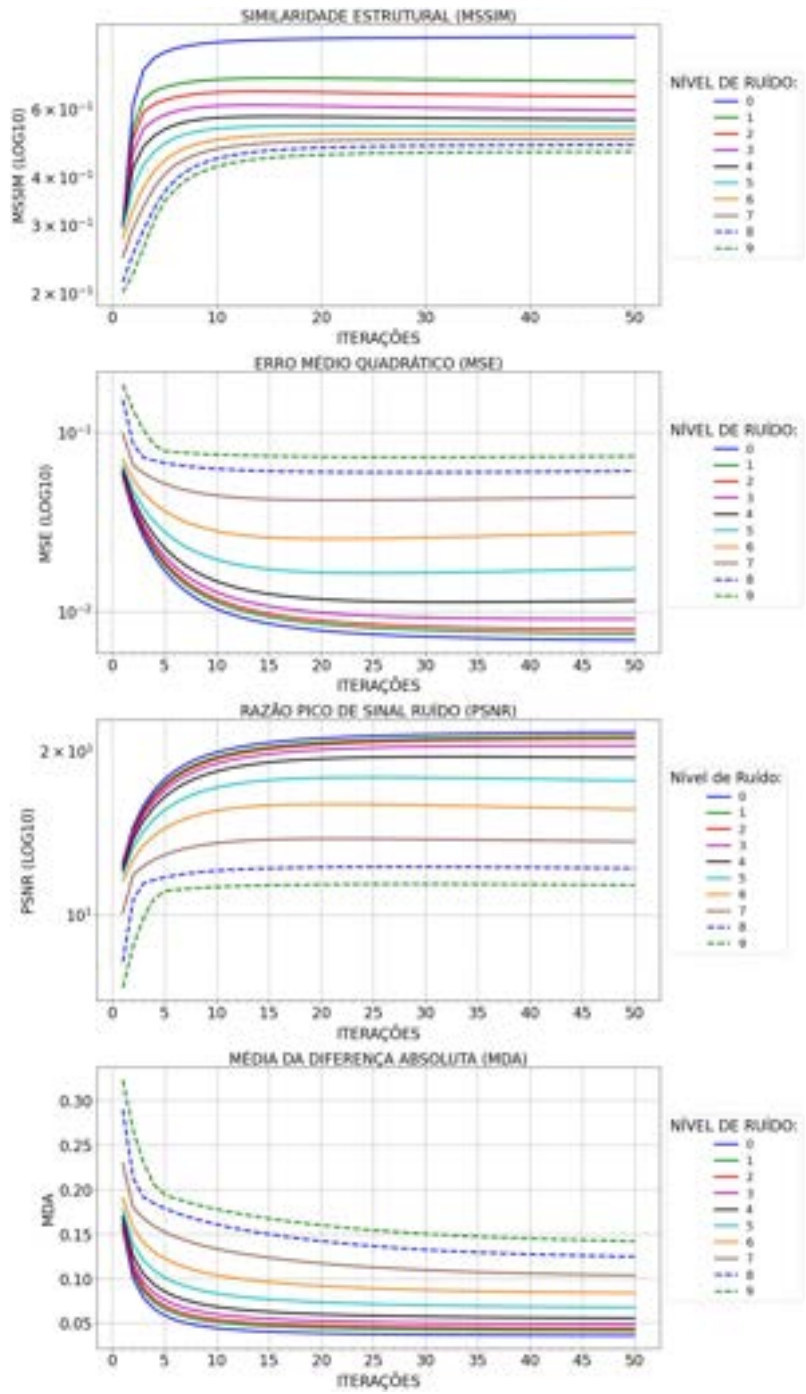 SIMILARIDADE ESTRUTURAL (MSSIM)
MSSIM (LOG10)
6 × 10⁻¹
4 × 10⁻¹
3 × 10⁻¹
2 × 10⁻¹
0 5 10 15 20 25 30 35 40 45 50
ITERAÇÕES
NÍVEL DE RUÍDO:
0
1
2
3
4
5
6
7
8
9
ERRO MÉDIO QUADRÁTICO (MSE)
MSE (LOG10)
10⁻¹
10⁻²
0 5 10 15 20 25 30 35 40 45 50
ITERAÇÕES
NÍVEL DE RUÍDO:
0
1
2
3
4
5
6
7
8
9
RAZÃO PICO DE SINAL RUÍDO (PSNR)
PSNR (LOG10)
2 × 10¹
10¹
0 5 10 15 20 25 30 35 40 45 50
ITERAÇÕES
Nível de Ruído:
0
1
2
3
4
5
6
7
8
9
MÉDIA DA DIFERENÇA ABSOLUTA (MDA)
MDA
0.30
0.25
0.20
0.15
0.10
0.05
0 5 10 15 20 25 30 35 40 45 50
ITERAÇÕES
NÍVEL DE RUÍDO:
0
1
2
3
4
5
6
7
8
9